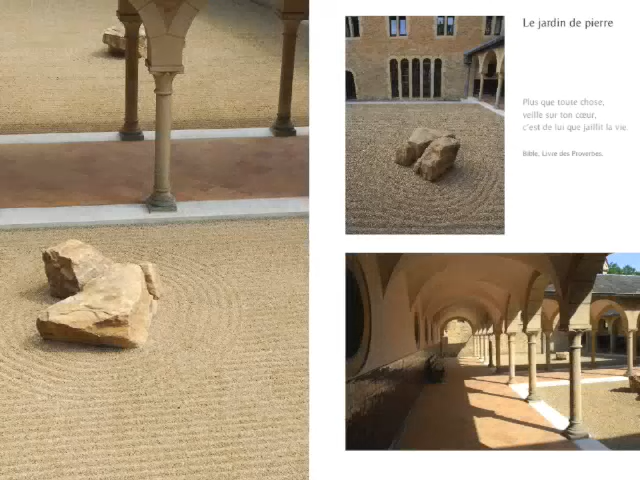 Le jardin de pierre
Plus que toute chose,
veille sur ton cœur,
c'est de lui que jaillit la vie.
Bible. Livre des Proverbes.